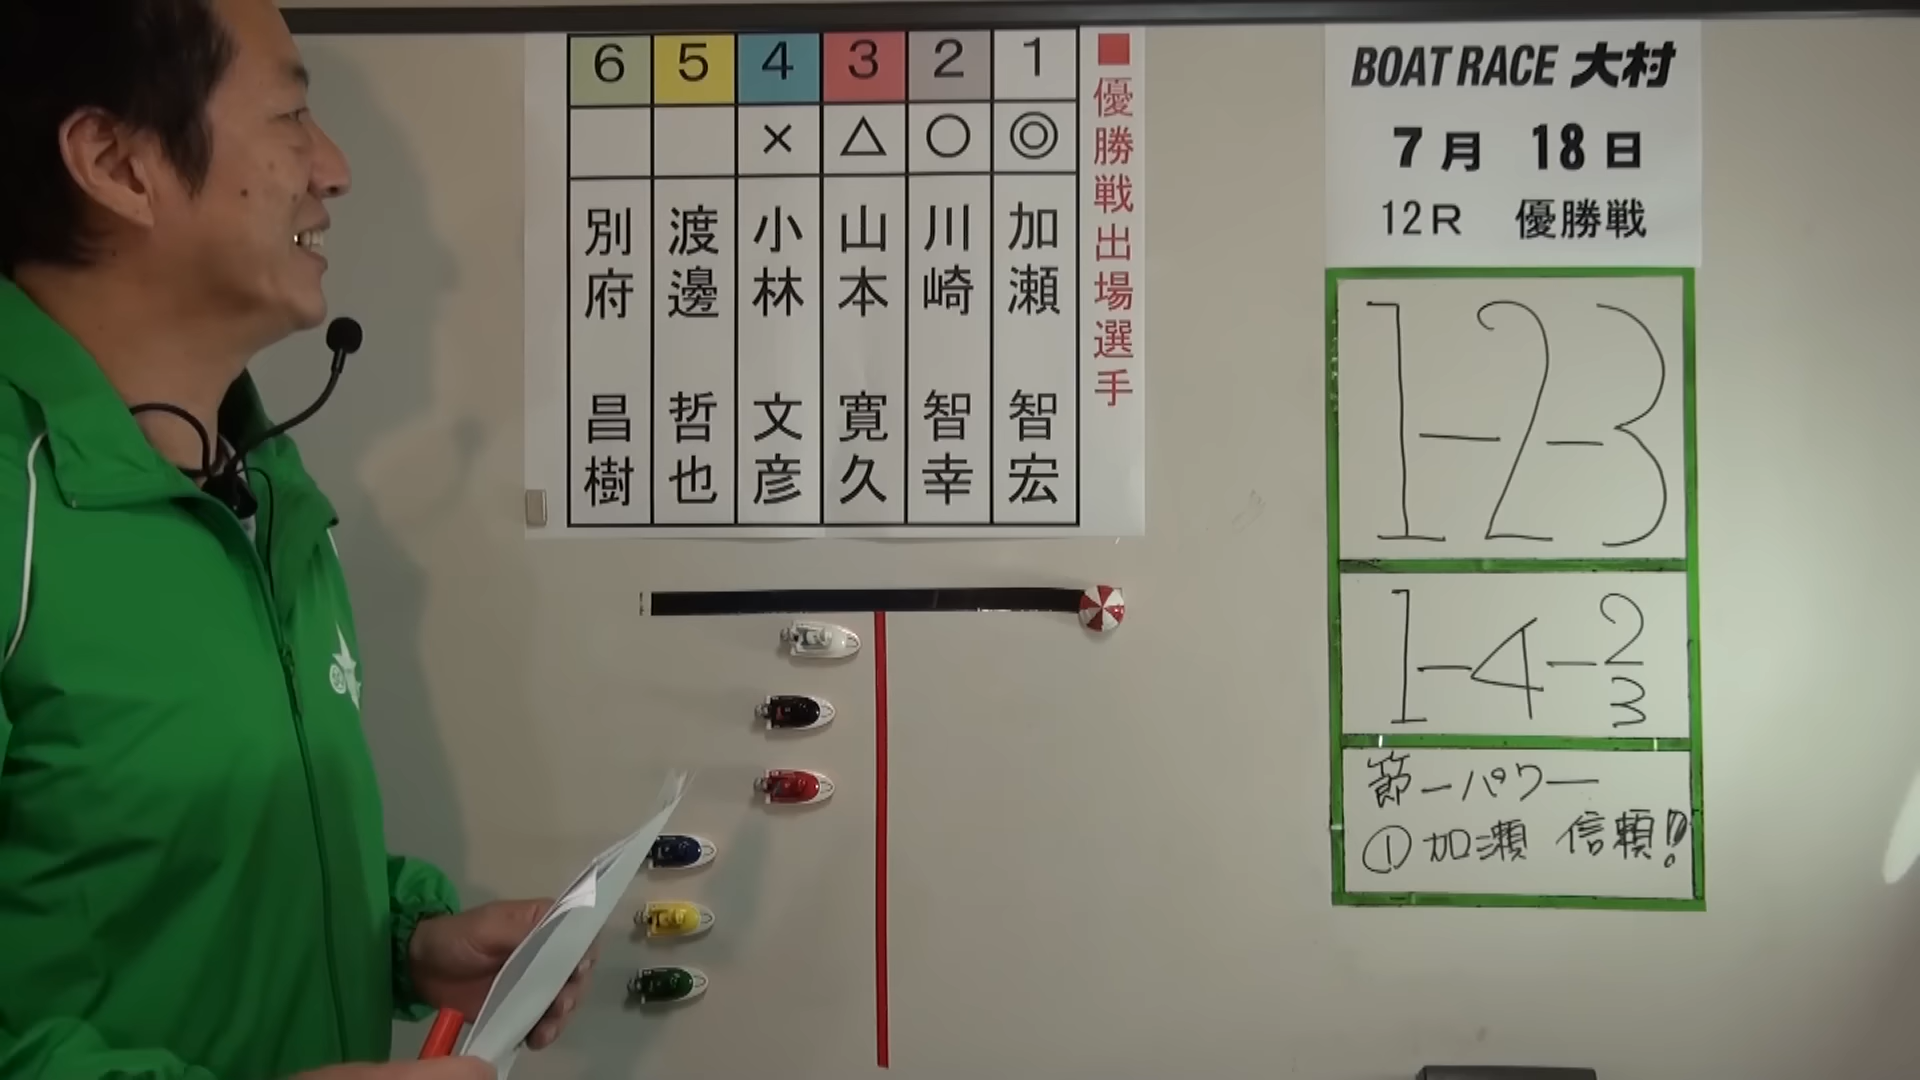 ■優勝戦出場選手
1 ◎ 加瀬 智宏
2 ○ 川崎 智幸
3 △ 山本 寛久
4 × 小林 文彦
5 渡邊 哲也
6 別府 昌樹
BOAT RACE 大村
7月 18日
12R 優勝戦
1-2-3
1-4-2
3
節一パワー
①加瀬 信頼!!